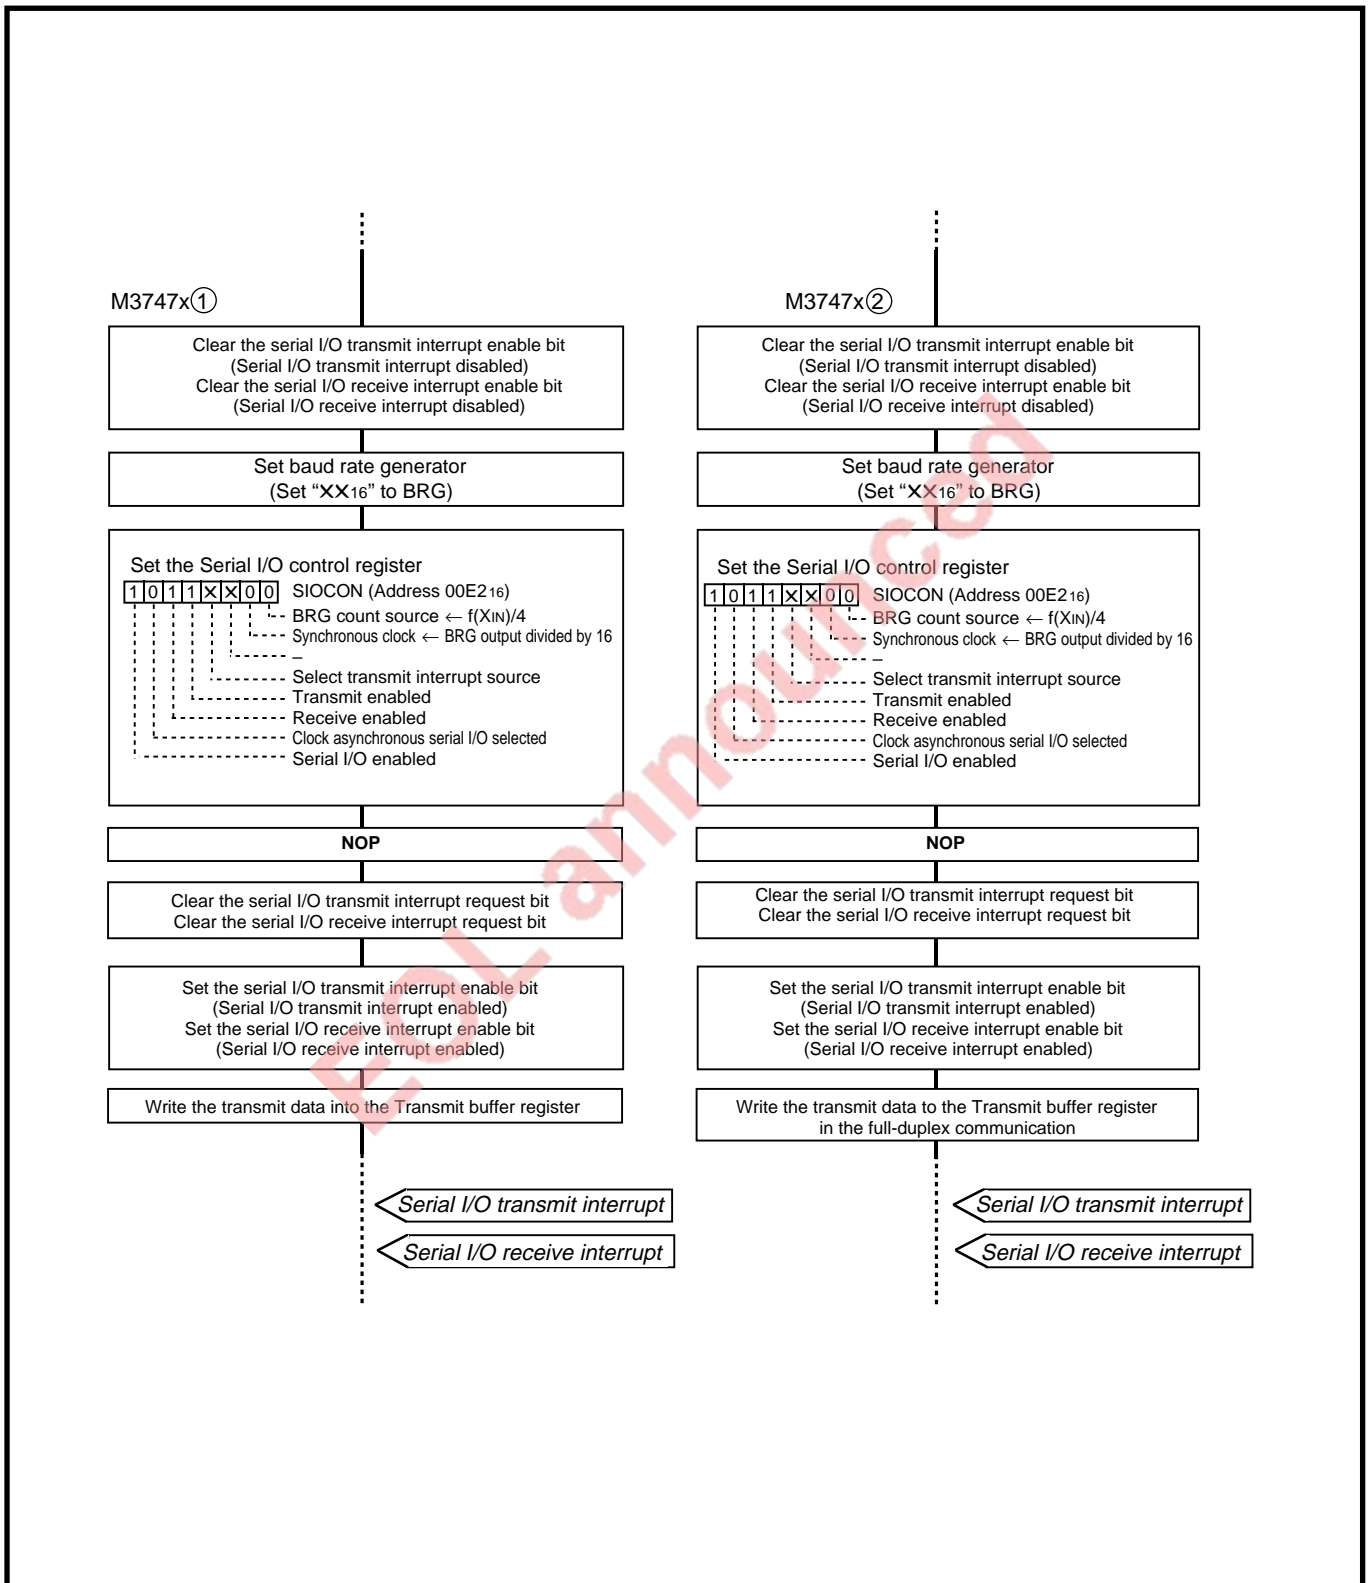 M3747x①
Clear the serial I/O transmit interrupt enable bit
(Serial I/O transmit interrupt disabled)
Clear the serial I/O receive interrupt enable bit
(Serial I/O receive interrupt disabled)
Set baud rate generator
(Set “XX16” to BRG)
Set the Serial I/O control register
1 0 1 1 X X 0 0 SIOCON (Address 00E216)
BRG count source ← f(XIN)/4
Synchronous clock ← BRG output divided by 16
–
Select transmit interrupt source
Transmit enabled
Receive enabled
Clock asynchronous serial I/O selected
Serial I/O enabled
NOP
Clear the serial I/O transmit interrupt request bit
Clear the serial I/O receive interrupt request bit
Set the serial I/O transmit interrupt enable bit
(Serial I/O transmit interrupt enabled)
Set the serial I/O receive interrupt enable bit
(Serial I/O receive interrupt enabled)
Write the transmit data into the Transmit buffer register
Serial I/O transmit interrupt
Serial I/O receive interrupt
M3747x②
Clear the serial I/O transmit interrupt enable bit
(Serial I/O transmit interrupt disabled)
Clear the serial I/O receive interrupt enable bit
(Serial I/O receive interrupt disabled)
Set baud rate generator
(Set “XX16” to BRG)
Set the Serial I/O control register
1 0 1 1 X X 0 0 SIOCON (Address 00E216)
BRG count source ← f(XIN)/4
Synchronous clock ← BRG output divided by 16
–
Select transmit interrupt source
Transmit enabled
Receive enabled
Clock asynchronous serial I/O selected
Serial I/O enabled
NOP
Clear the serial I/O transmit interrupt request bit
Clear the serial I/O receive interrupt request bit
Set the serial I/O transmit interrupt enable bit
(Serial I/O transmit interrupt enabled)
Set the serial I/O receive interrupt enable bit
(Serial I/O receive interrupt enabled)
Write the transmit data to the Transmit buffer register
in the full-duplex communication
Serial I/O transmit interrupt
Serial I/O receive interrupt
EOL announced